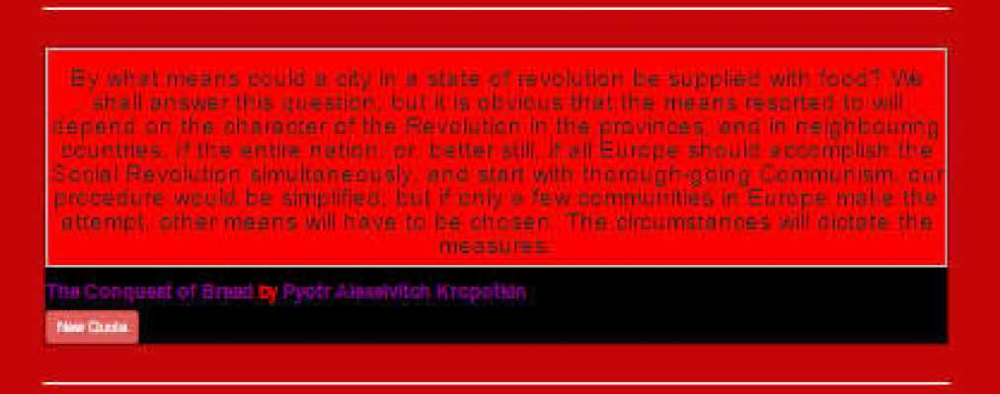 By what means could a city in a state of revolution be supplied with food? We
shall answer this question, but it is obvious that the means resorted to will
depend on the character of the Revolution in the provinces, and in neighbouring
countries. If the entire nation, or, better still, if all Europe should accomplish the
Social Revolution simultaneously, and start with thorough-going Communism, our
procedure would be simplified; but if only a few communities in Europe make the
attempt, other means will have to be chosen. The circumstances will dictate the
measures.
The Conquest of Bread by Pyotr Alexeivitch Kropotkin
New Quote